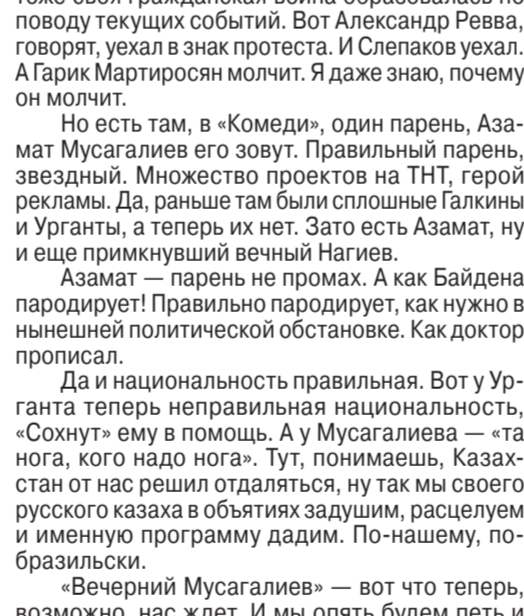 тоже своя гражданская война образовалась по
поводу текущих событий. Вот Александр Ревва,
говорят, уехал в знак протеста. И Слепаков уехал.
А Гарик Мартиросян молчит. Я даже знаю, почему
он молчит.
Но есть там, в «Комеди», один парень, Аза-
мат Мусагалиев его зовут. Правильный парень,
звездный. Множество проектов на ТНТ, герой
рекламы. Да, раньше там были сплошные Галкины
и Урганты, а теперь их нет. Зато есть Азамат, ну
и еще примкнувший вечный Нагиев.
Азамат — парень не промах. А как Байдена
пародирует! Правильно пародирует, как нужно в
нынешней политической обстановке. Как доктор
прописал.
Да и национальность правильная. Вот у Ур-
ганта теперь неправильная национальность,
«Сохнут» ему в помощь. А у Мусагалиева — «та
нога, кого надо нога». Тут, понимаешь, Казах-
стан от нас решил отдаляться, ну так мы своего
русского казаха в объятиях задушим, расцелуем
и именную программу дадим. По-нашему, по-
бразильски.
«Вечерний Мусагалиев» — вот что теперь,
возможно, нас ждет. И мы опять будем петь и